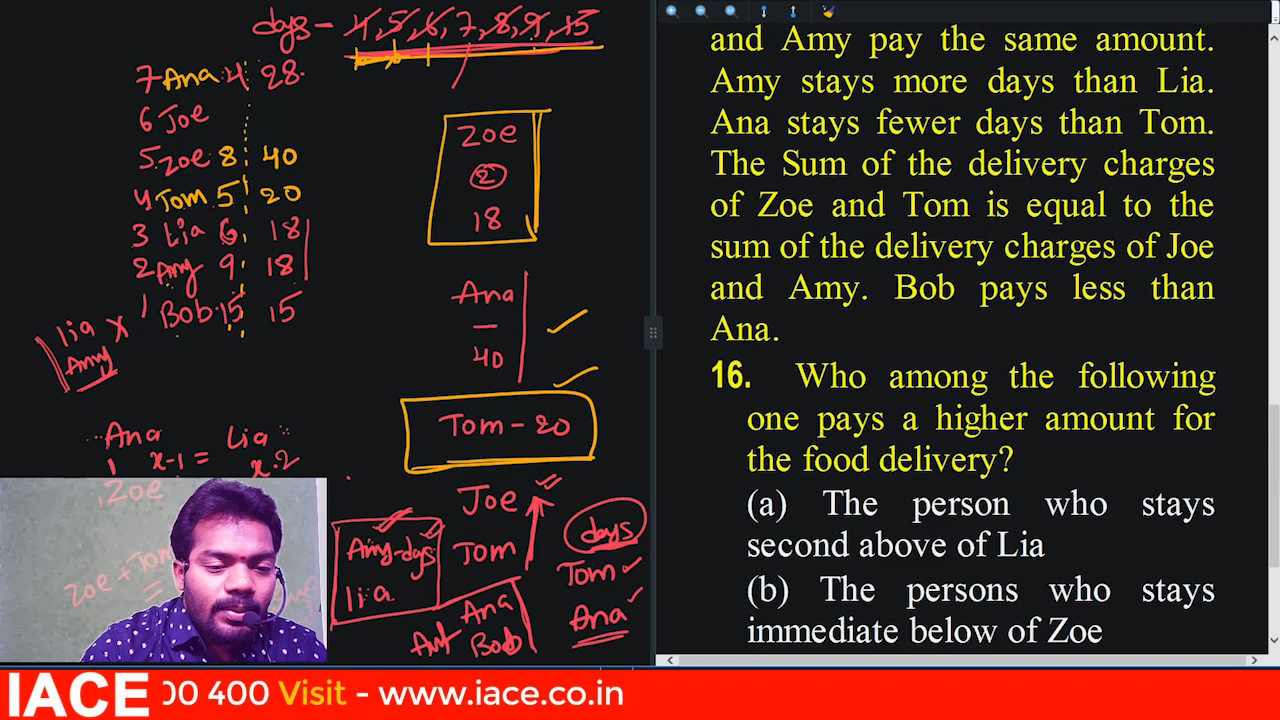 days - 4, 5, 6, 7, 8, 9, 15
7 Ana 4 28
6 Joe
5 Zoe 8 40
4 Tom 5 20
3 Lia 6 18
2 Amy 9 18
1 Bob 15 15
Lia x
Amy
Zoe
2
18
Ana
40
Tom - 20
Ana Lia
1 x-1 = x.2
Zoe
Zoe + Tom
=
Joe
Tom
Ana
Bob
Amy-days
Lia
days
Tom
Ana
and Amy pay the same amount.
Amy stays more days than Lia.
Ana stays fewer days than Tom.
The Sum of the delivery charges
of Zoe and Tom is equal to the
sum of the delivery charges of Joe
and Amy. Bob pays less than
Ana.
16. Who among the following
one pays a higher amount for
the food delivery?
(a) The person who stays
second above of Lia
(b) The persons who stays
immediate below of Zoe
IACE 00 400 Visit - www.iace.co.in